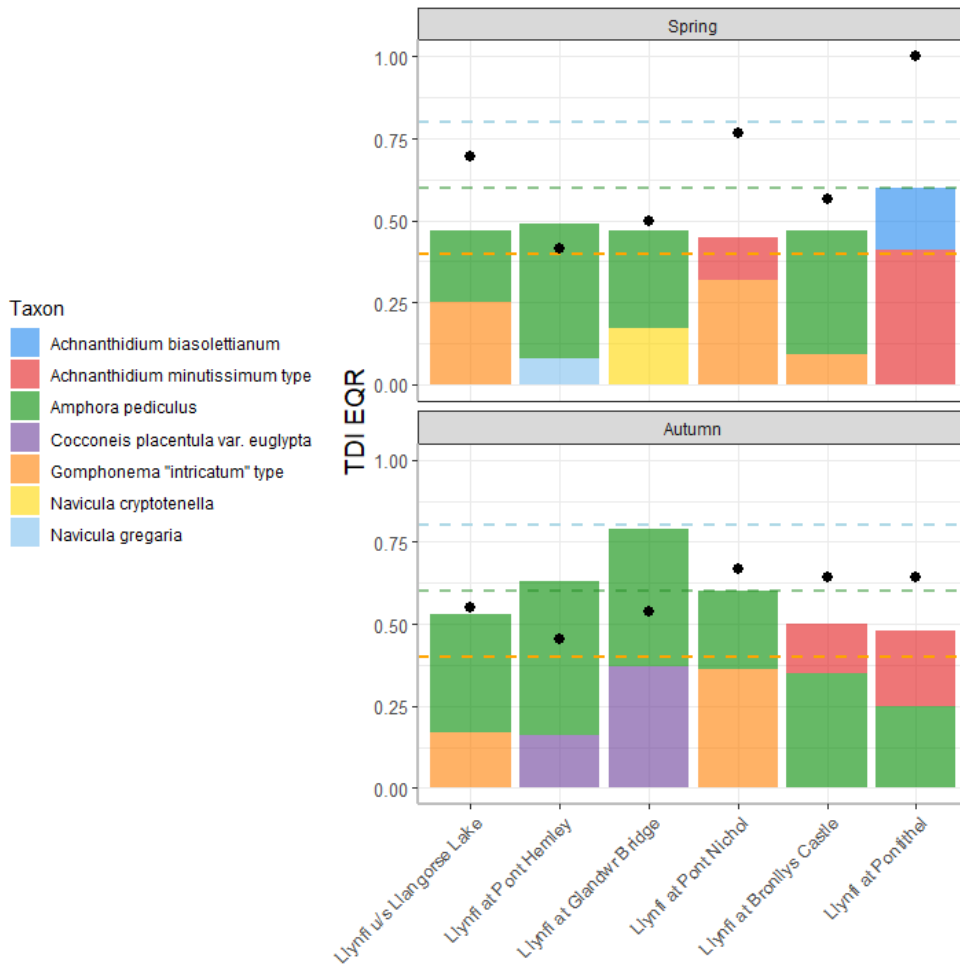 Spring
1.00
0.75
0.50
0.25
0.00
Autumn
1.00
0.75
0.50
0.25
0.00
TDI EQR
Taxon
Achnanthidium biasolettianum
Achnanthidium minutissimum type
Amphora pediculus
Cocconeis placentula var. euglypta
Gomphonema "intricatum" type
Navicula cryptotenella
Navicula gregaria
Llynfi u/s Llangorse Lake
Llynfi at Pont Hemley
Llynfi at Glandwr Bridge
Llynfi at Pont Nichol
Llynfi at Bronllys Castle
Llynfi at Pontithel